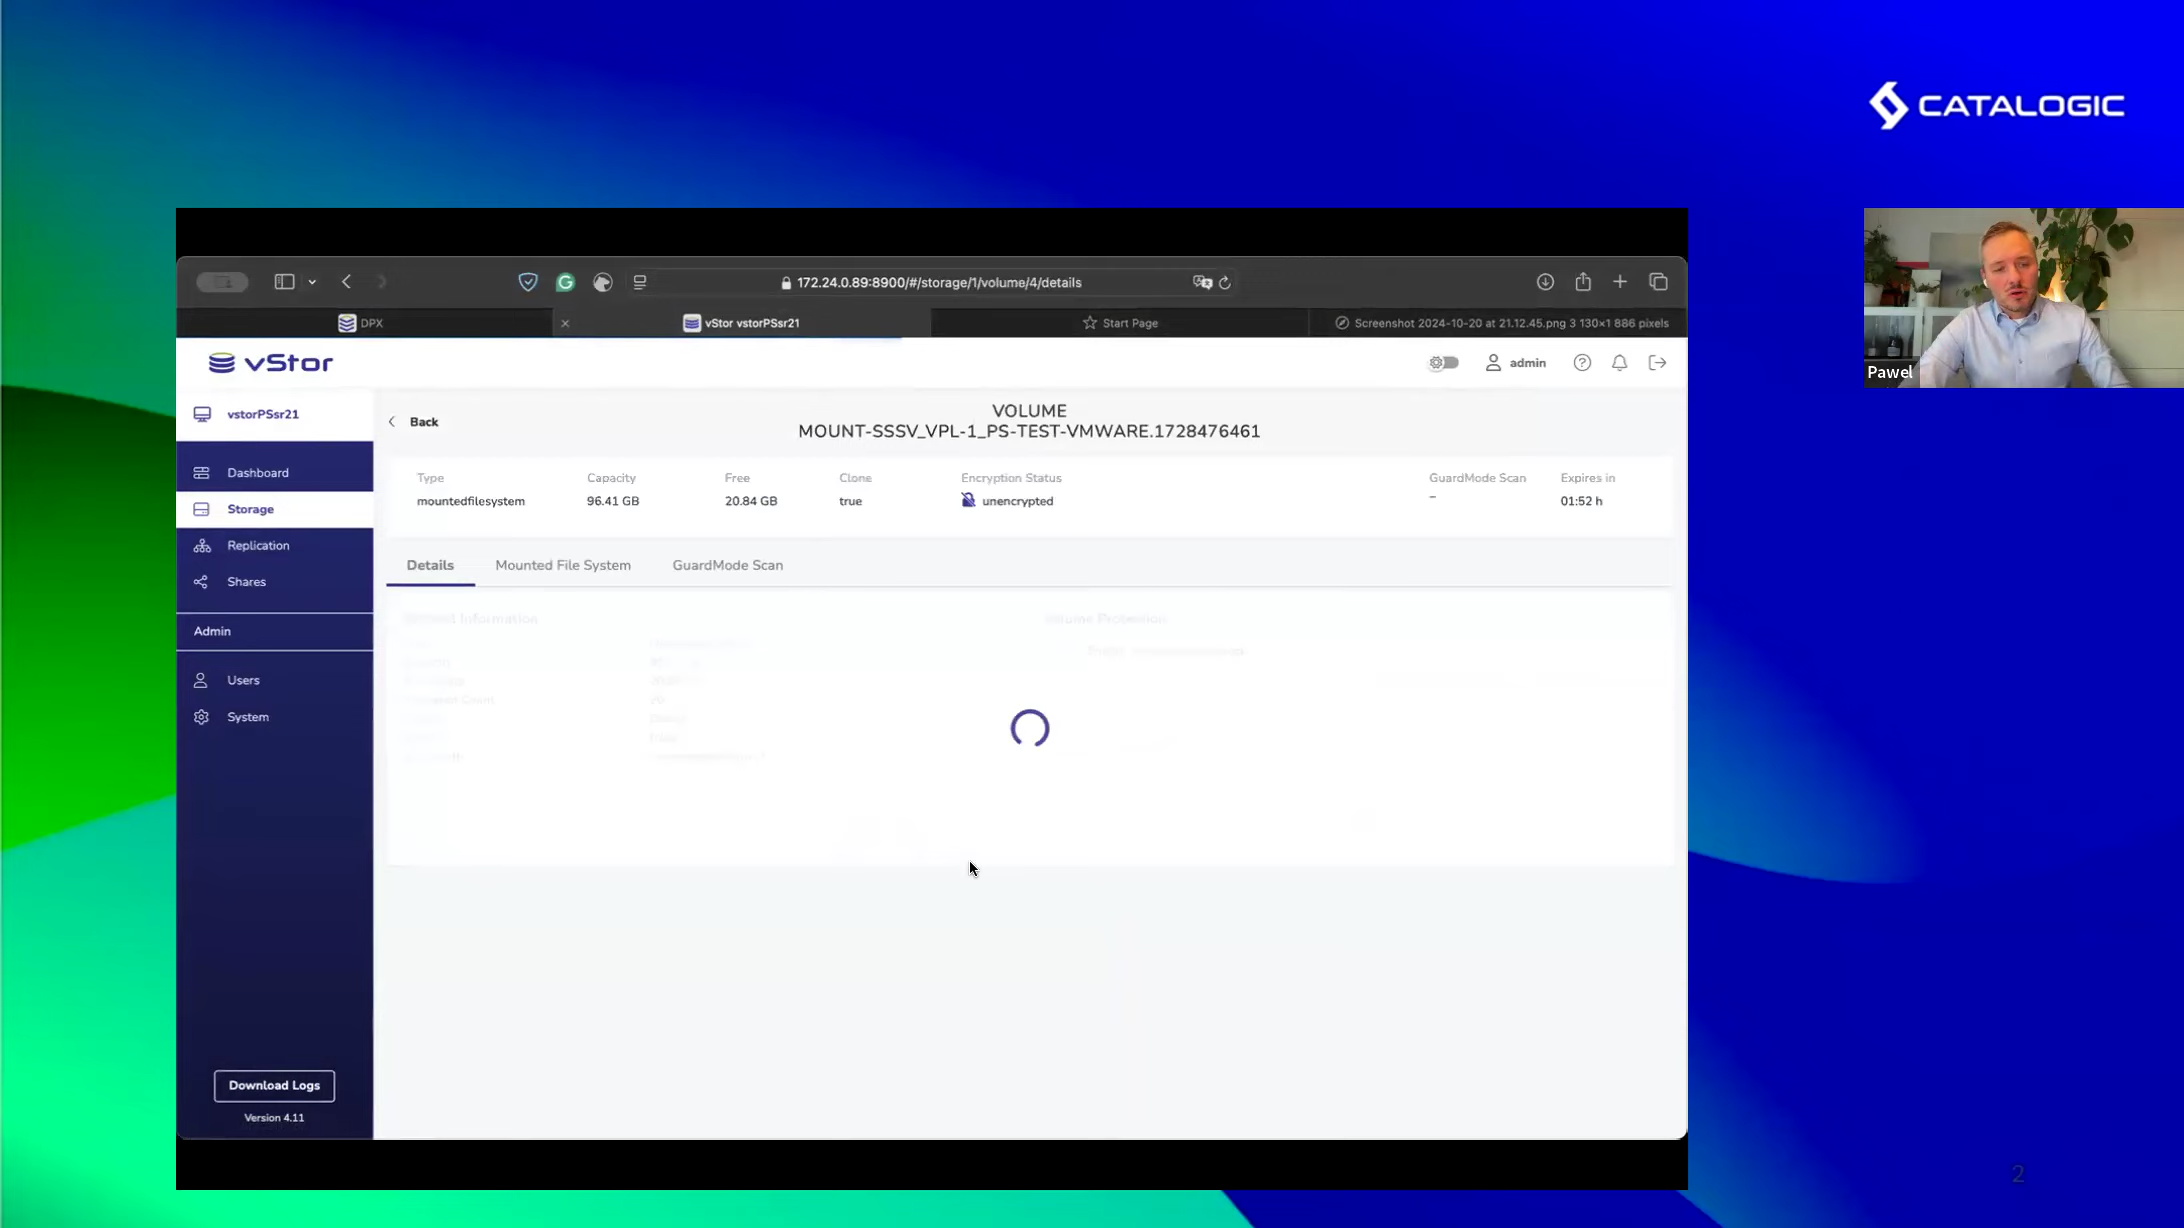 CATALOGIC
172.24.0.89:8900/#/storage/1/volume/4/details
DPX
vStor vstorPSsr21
Start Page
Screenshot 2024-10-20 at 21.12.45.png 3 130×1 886 pixels
vStor
admin
Pawel
vstorPSsr21
Back
VOLUME
MOUNT-SSSV_VPL-1_PS-TEST-VMWARE.1728476461
Dashboard
Storage
Replication
Shares
Admin
Users
System
Type
Capacity
Free
Clone
Encryption Status
GuardMode Scan
Expires in
mountedfilesystem
96.41 GB
20.84 GB
true
unencrypted
–
01:52 h
Details
Mounted File System
GuardMode Scan
Information
Volume Protection
Download Logs
Version 4.11
2